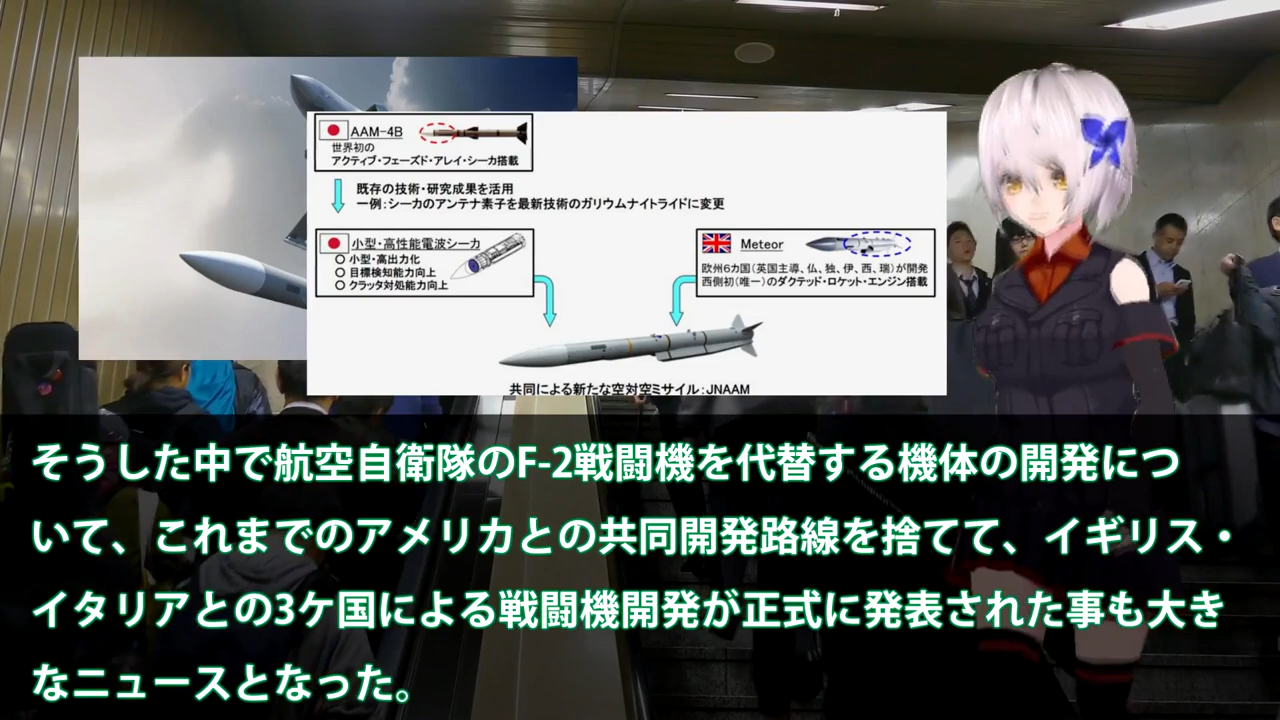 AAM-4B
世界初の
アクティブ・フェーズド・アレイ・シーカ搭載
既存の技術・研究成果を活用
一例：シーカのアンテナ素子を最新技術のガリウムナイトライドに変更
小型・高性能電波シーカ
○ 小型・高出力化
○ 目標検知能力向上
○ クラッタ対処能力向上
Meteor
欧州6カ国(英国主導、仏、独、伊、西、瑞)が開発
西側初(唯一)のダクテッド・ロケット・エンジン搭載
共同による新たな空対空ミサイル：JNAAM
そうした中で航空自衛隊のF-2戦闘機を代替する機体の開発につ
いて、これまでのアメリカとの共同開発路線を捨てて、イギリス・
イタリアとの3ケ国による戦闘機開発が正式に発表された事も大き
なニュースとなった。